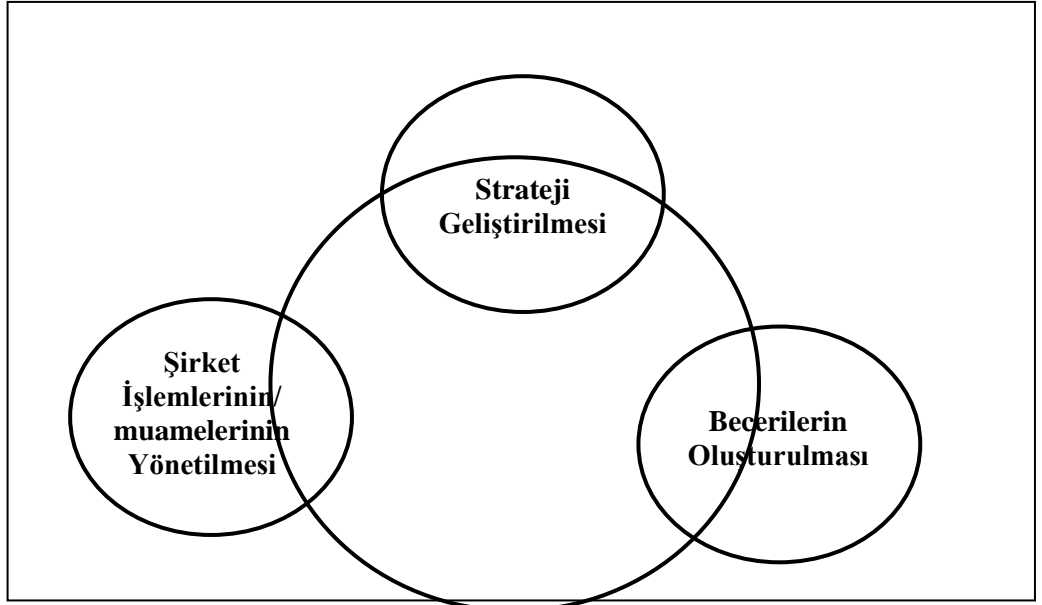 Strateji
Geliştirilmesi
Şirket
İşlemlerinin/
muamelerinin
Yönetilmesi
Becerilerin
Oluşturulması